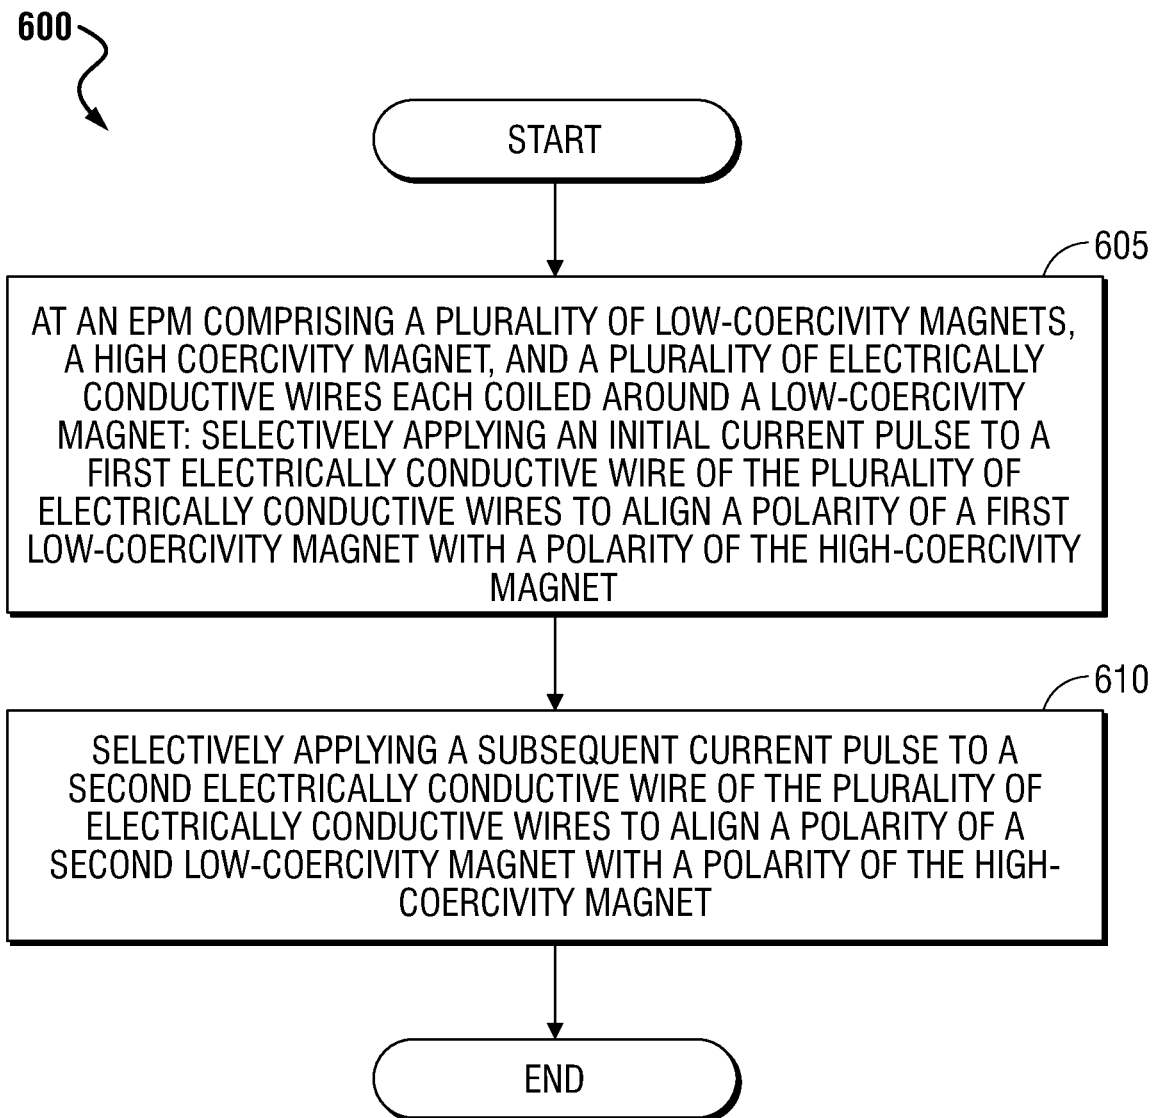 600
START
605
AT AN EPM COMPRISING A PLURALITY OF LOW-COERCIVITY MAGNETS,
A HIGH COERCIVITY MAGNET, AND A PLURALITY OF ELECTRICALLY
CONDUCTIVE WIRES EACH COILED AROUND A LOW-COERCIVITY
MAGNET: SELECTIVELY APPLYING AN INITIAL CURRENT PULSE TO A
FIRST ELECTRICALLY CONDUCTIVE WIRE OF THE PLURALITY OF
ELECTRICALLY CONDUCTIVE WIRES TO ALIGN A POLARITY OF A FIRST
LOW-COERCIVITY MAGNET WITH A POLARITY OF THE HIGH-COERCIVITY
MAGNET
610
SELECTIVELY APPLYING A SUBSEQUENT CURRENT PULSE TO A
SECOND ELECTRICALLY CONDUCTIVE WIRE OF THE PLURALITY OF
ELECTRICALLY CONDUCTIVE WIRES TO ALIGN A POLARITY OF A
SECOND LOW-COERCIVITY MAGNET WITH A POLARITY OF THE HIGH-
COERCIVITY MAGNET
END